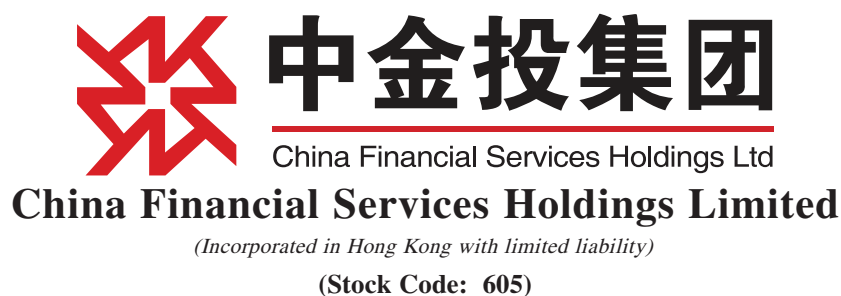 中金投集团
China Financial Services Holdings Ltd
China Financial Services Holdings Limited
(Incorporated in Hong Kong with limited liability)
(Stock Code: 605)